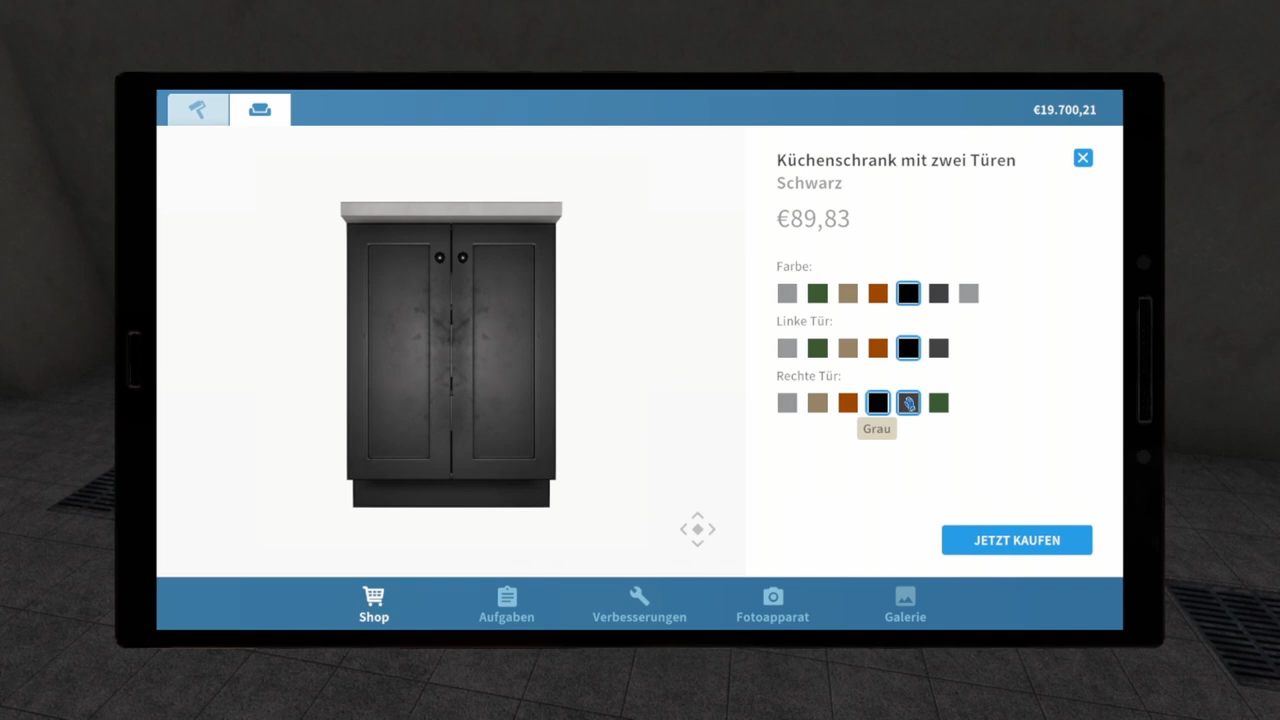 €19.700,21
Küchenschrank mit zwei Türen
Schwarz
€89,83
Farbe:
Linke Tür:
Rechte Tür:
Grau
JETZT KAUFEN
Shop
Aufgaben
Verbesserungen
Fotoapparat
Galerie